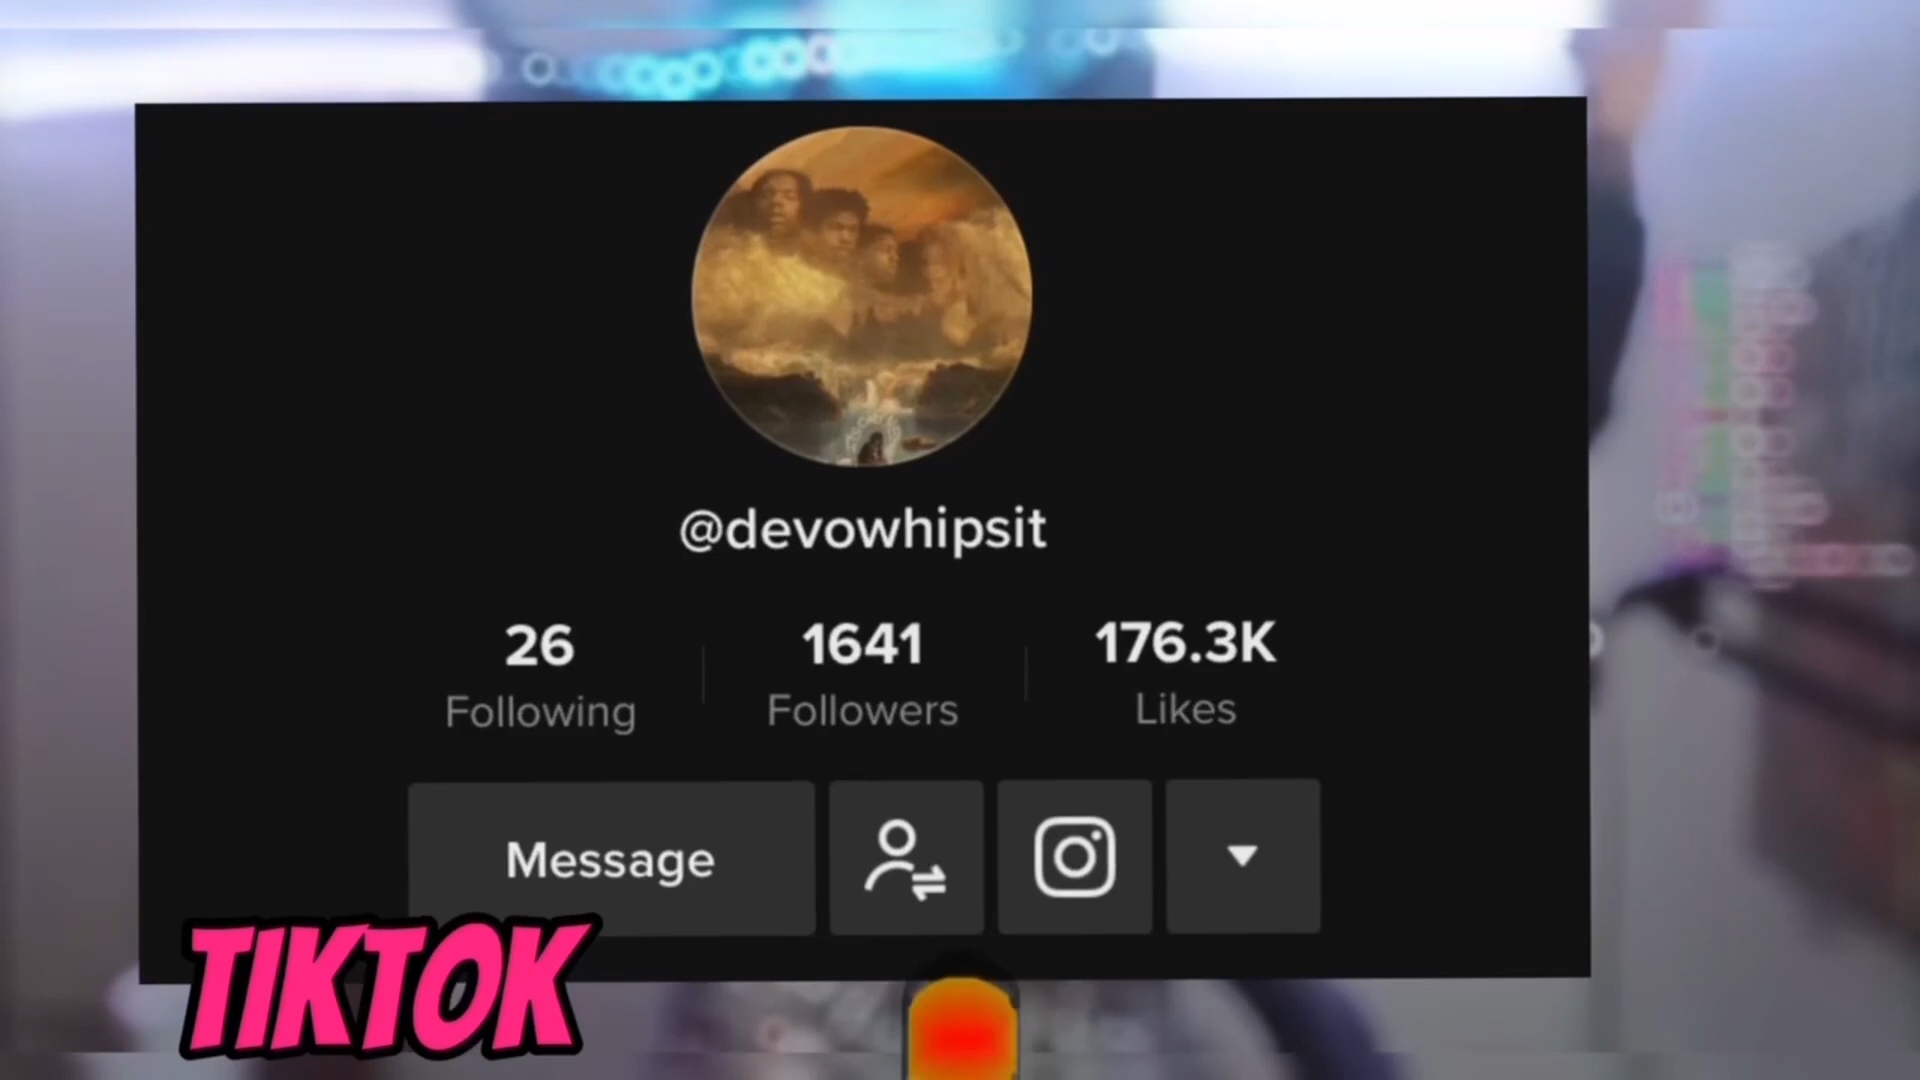 @devowhipsit
26 1641 176.3K
Following Followers Likes
Message
TIKTOK